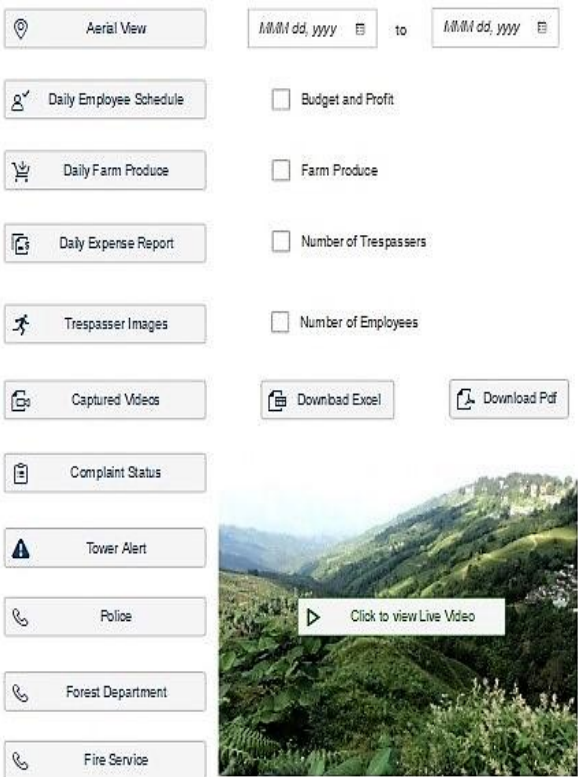 Aerial View
MMM dd, yyyy to MMM dd, yyyy
Daily Employee Schedule
Budget and Profit
Daily Farm Produce
Farm Produce
Daily Expense Report
Number of Trespassers
Trespasser Images
Number of Employees
Captured Videos
Download Excel
Download Pdf
Complaint Status
Tower Alert
Police
Click to view Live Video
Forest Department
Fire Service